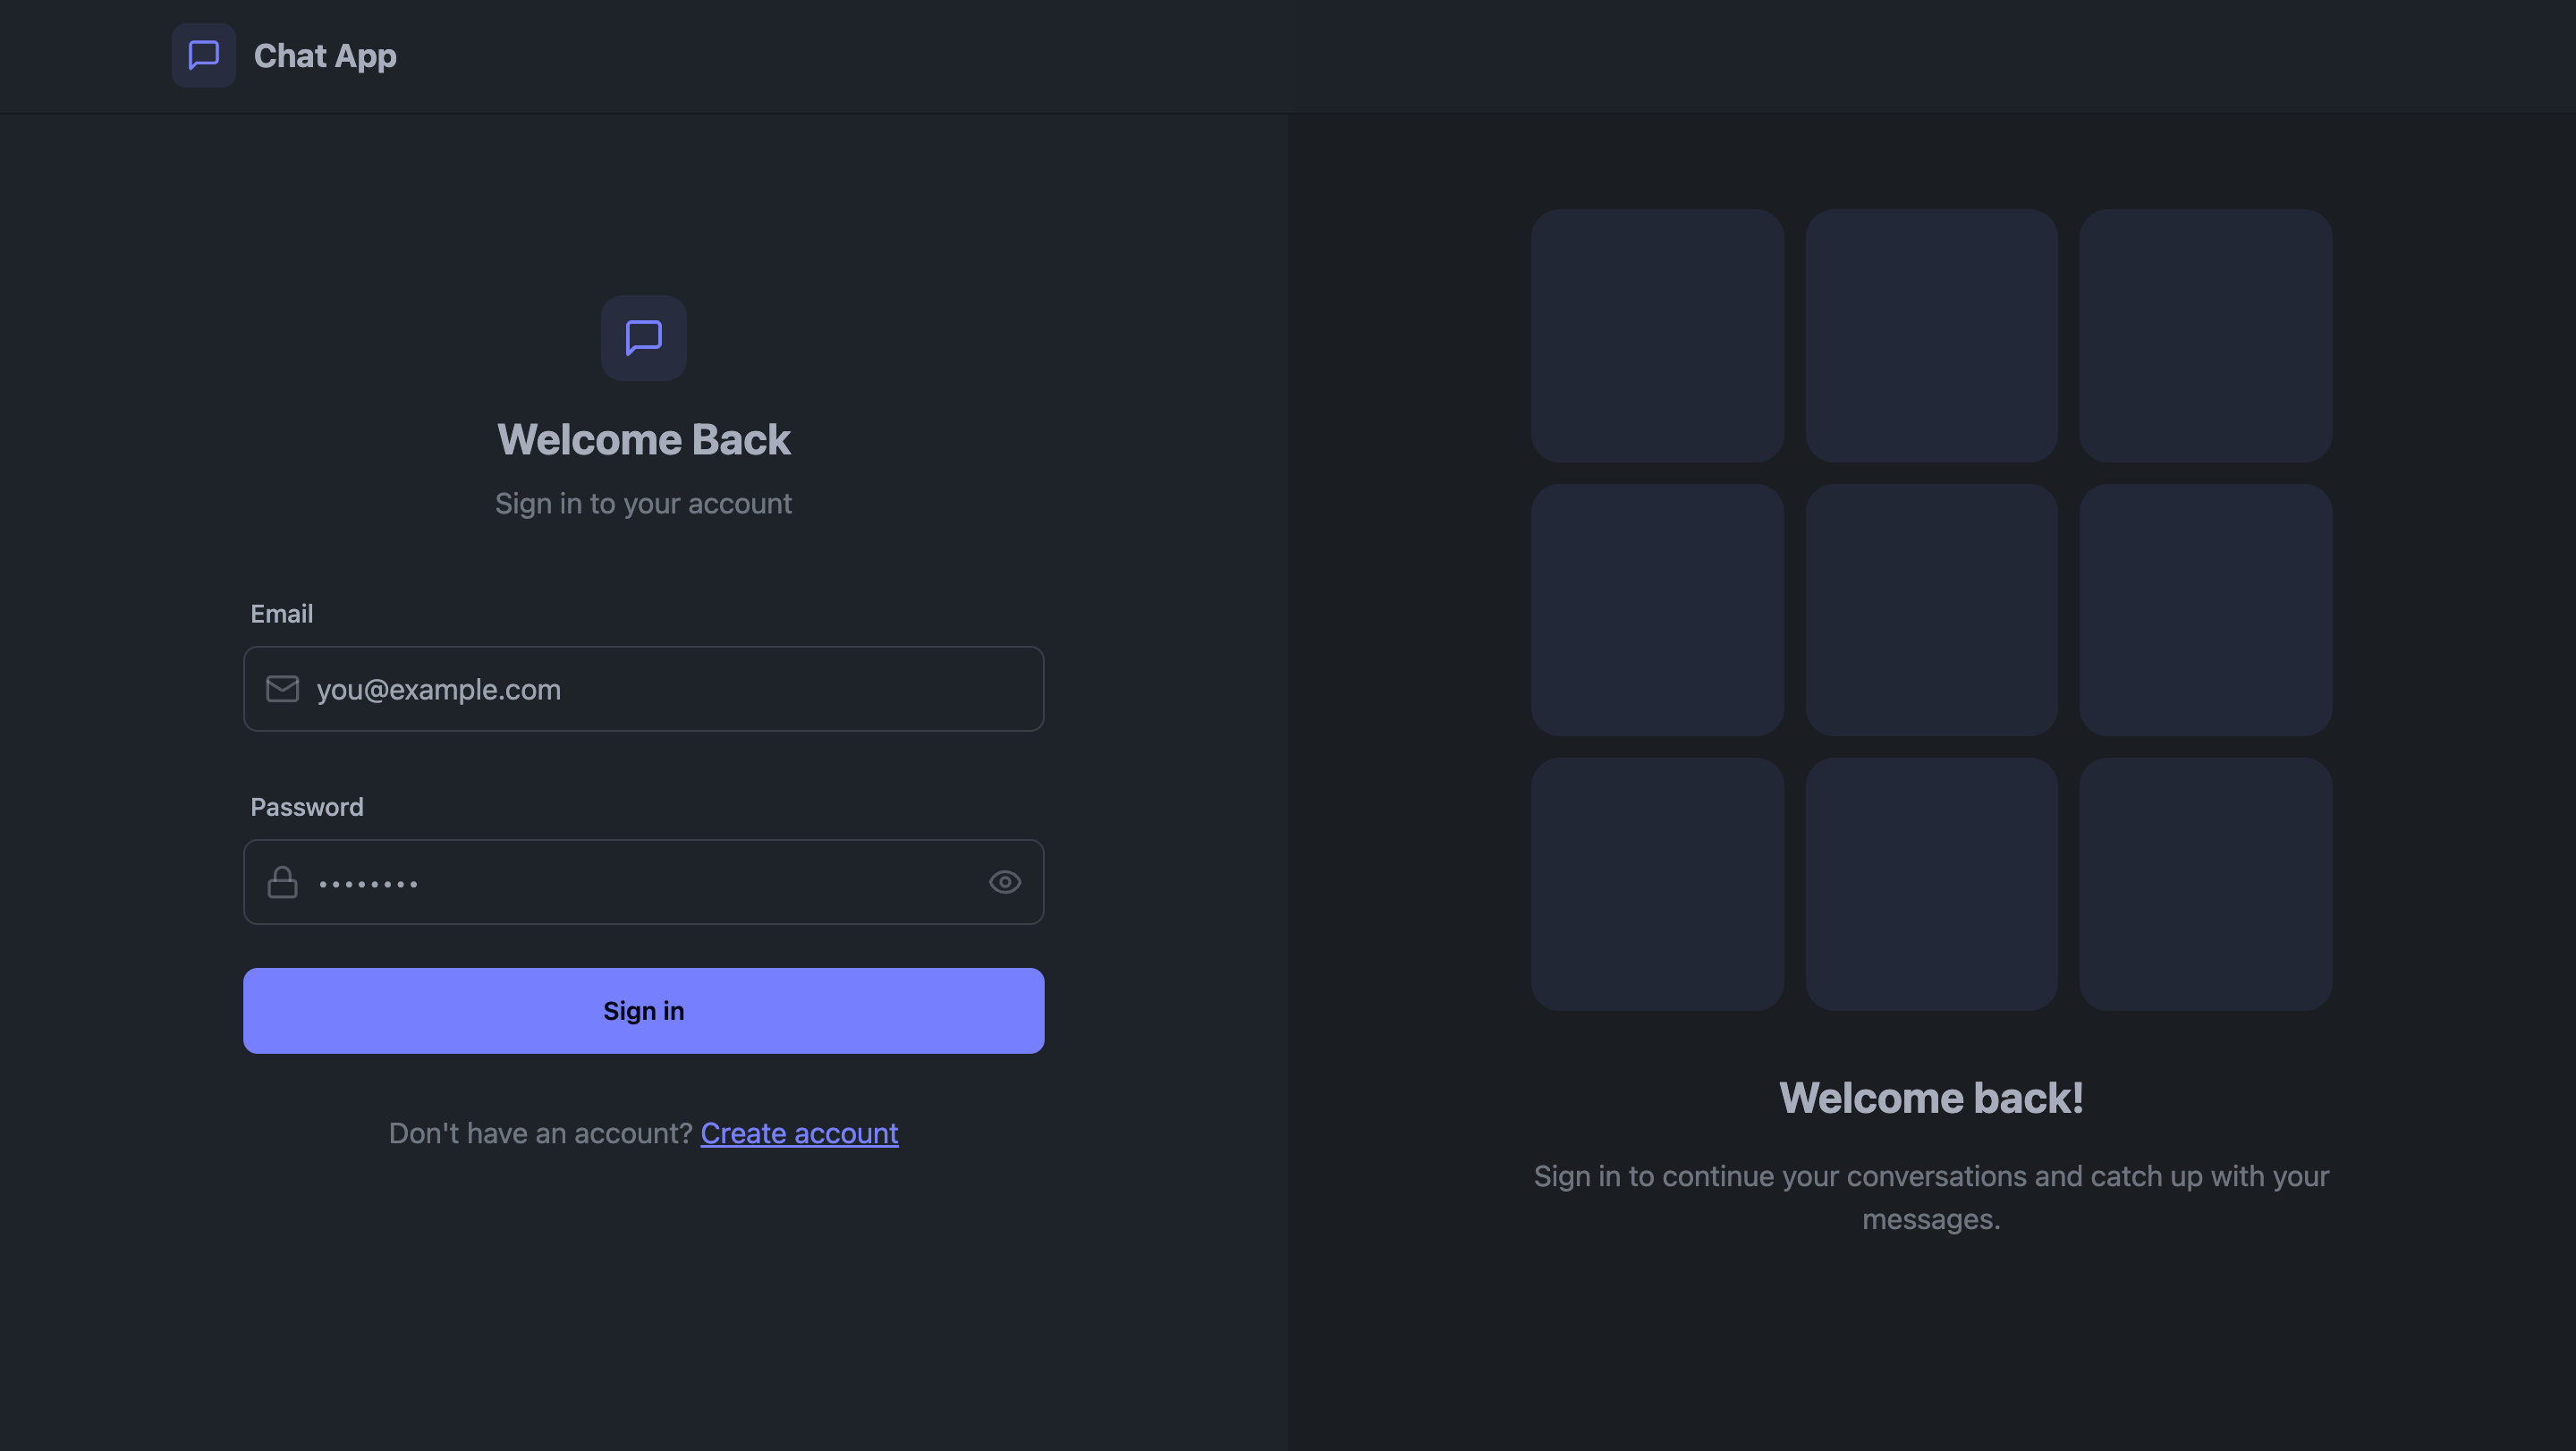 Chat App
Welcome Back
Sign in to your account
Email
you@example.com
Password
••••••••
Sign in
Don't have an account? Create account
Welcome back!
Sign in to continue your conversations and catch up with your
messages.